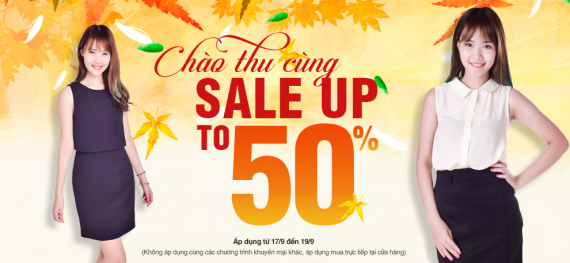 Chào thu cùng
SALE UP
TO 50%
Áp dụng từ 17/9 đến 19/9
(Không áp dụng cùng các chương trình khuyến mại khác, áp dụng mua trực tiếp tại cửa hàng)